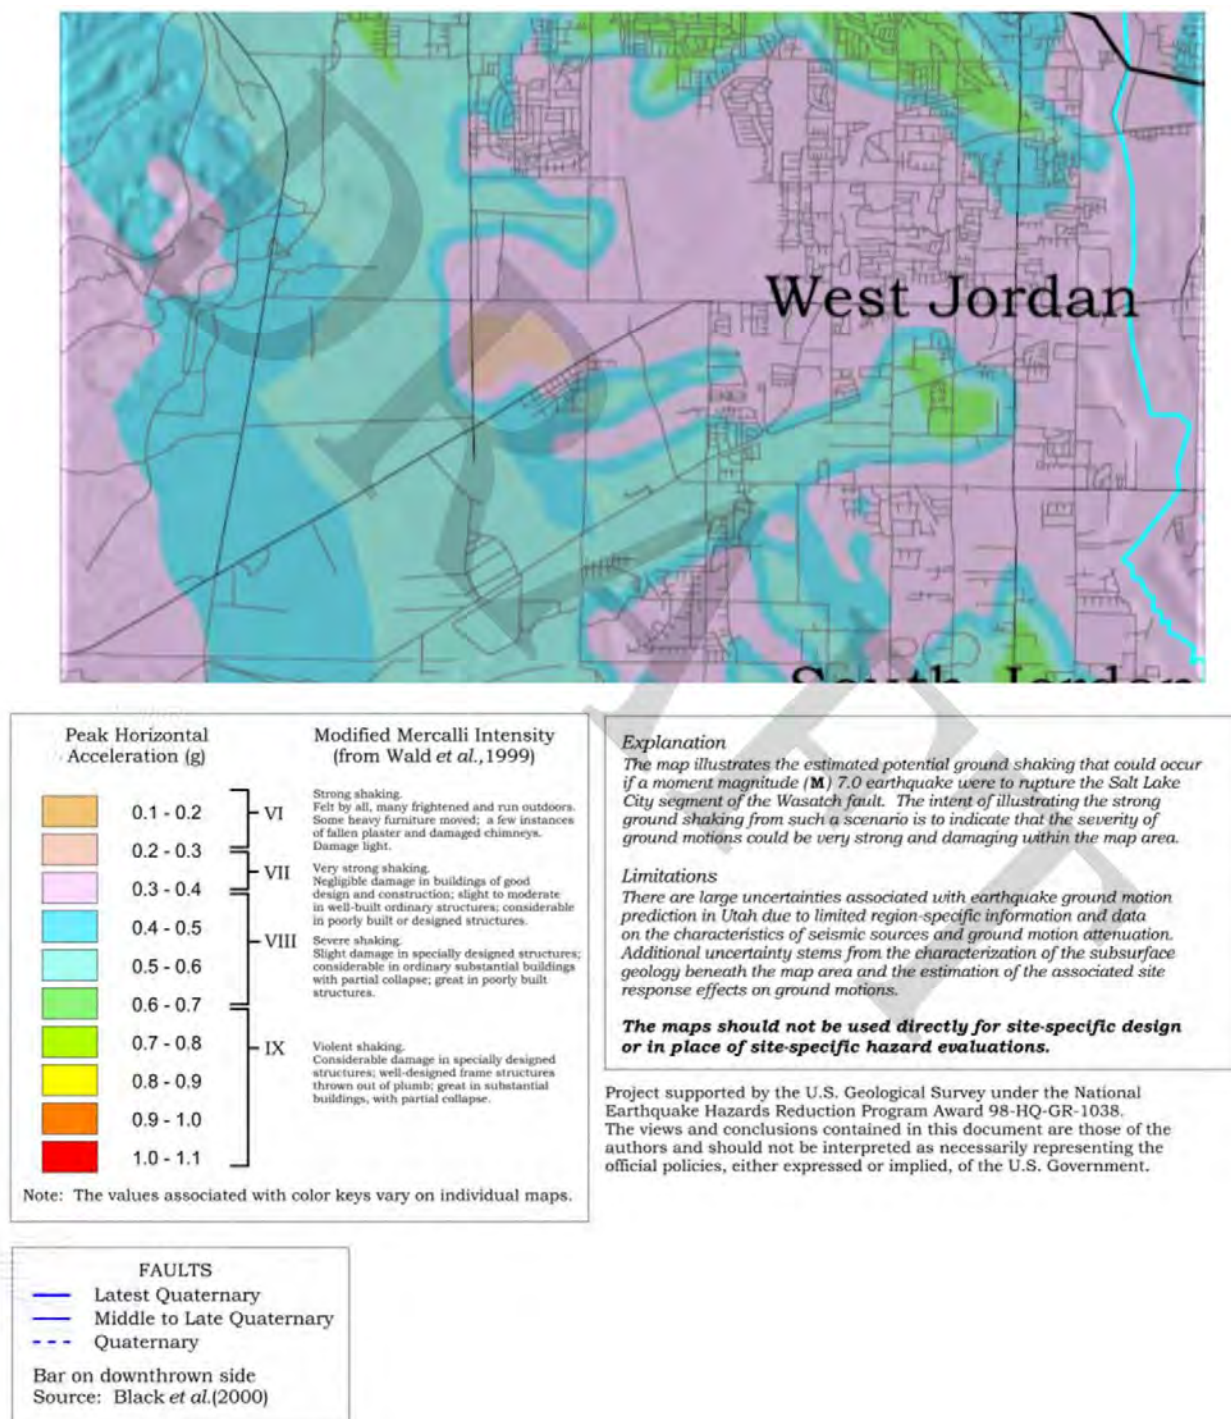 West Jordan
South Jordan
DRAFT
Peak Horizontal
Acceleration (g)
Modified Mercalli Intensity
(from Wald et al.,1999)
0.1 - 0.2
0.2 - 0.3
0.3 - 0.4
0.4 - 0.5
0.5 - 0.6
0.6 - 0.7
0.7 - 0.8
0.8 - 0.9
0.9 - 1.0
1.0 - 1.1
VI
Strong shaking.
Felt by all, many frightened and run outdoors.
Some heavy furniture moved; a few instances
of fallen plaster and damaged chimneys.
Damage light.
VII
Very strong shaking.
Negligible damage in buildings of good
design and construction; slight to moderate
in well-built ordinary structures; considerable
in poorly built or designed structures.
VIII
Severe shaking.
Slight damage in specially designed structures;
considerable in ordinary substantial buildings
with partial collapse; great in poorly built
structures.
IX
Violent shaking.
Considerable damage in specially designed
structures; well-designed frame structures
thrown out of plumb; great in substantial
buildings, with partial collapse.
Note: The values associated with color keys vary on individual maps.
Explanation
The map illustrates the estimated potential ground shaking that could occur
if a moment magnitude (M) 7.0 earthquake were to rupture the Salt Lake
City segment of the Wasatch fault. The intent of illustrating the strong
ground shaking from such a scenario is to indicate that the severity of
ground motions could be very strong and damaging within the map area.
Limitations
There are large uncertainties associated with earthquake ground motion
prediction in Utah due to limited region-specific information and data
on the characteristics of seismic sources and ground motion attenuation.
Additional uncertainty stems from the characterization of the subsurface
geology beneath the map area and the estimation of the associated site
response effects on ground motions.
The maps should not be used directly for site-specific design
or in place of site-specific hazard evaluations.
Project supported by the U.S. Geological Survey under the National
Earthquake Hazards Reduction Program Award 98-HQ-GR-1038.
The views and conclusions contained in this document are those of the
authors and should not be interpreted as necessarily representing the
official policies, either expressed or implied, of the U.S. Government.
FAULTS
Latest Quaternary
Middle to Late Quaternary
Quaternary
Bar on downthrown side
Source: Black et al.(2000)